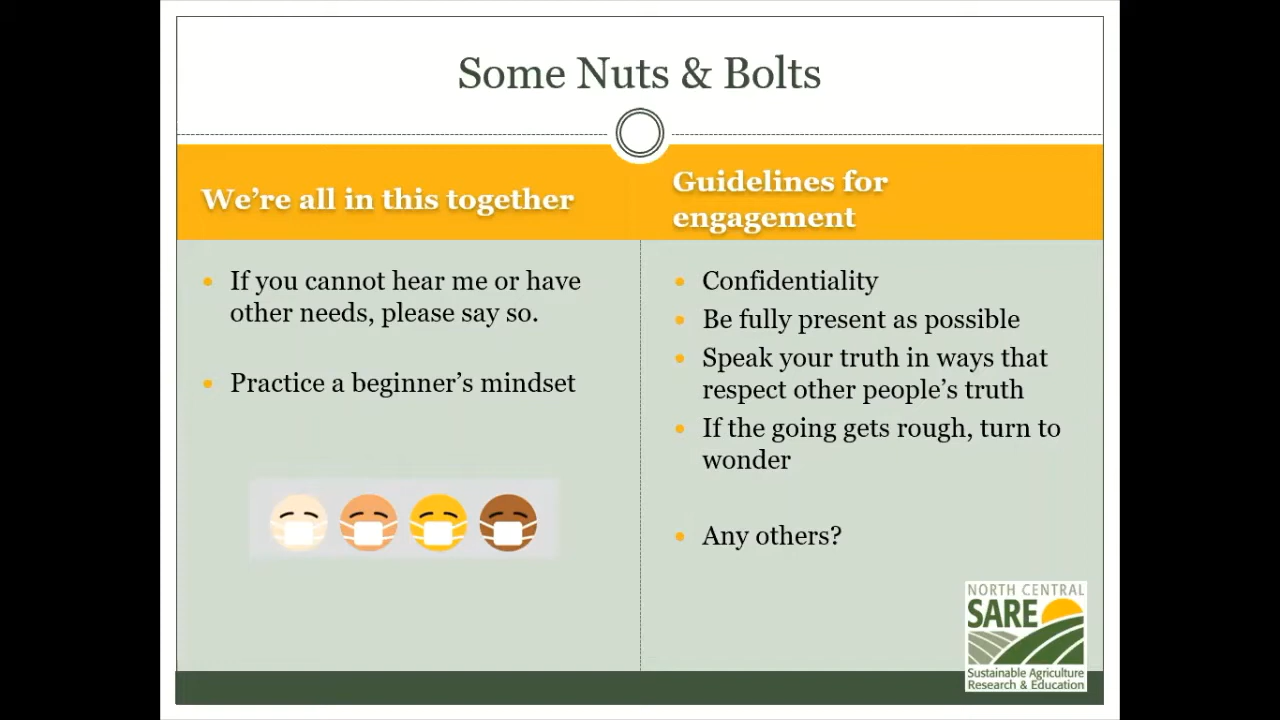 Some Nuts & Bolts
We’re all in this together
If you cannot hear me or have
other needs, please say so.
Practice a beginner’s mindset
Guidelines for
engagement
Confidentiality
Be fully present as possible
Speak your truth in ways that
respect other people’s truth
If the going gets rough, turn to
wonder
Any others?
NORTH CENTRAL
SARE
Sustainable Agriculture
Research & Education